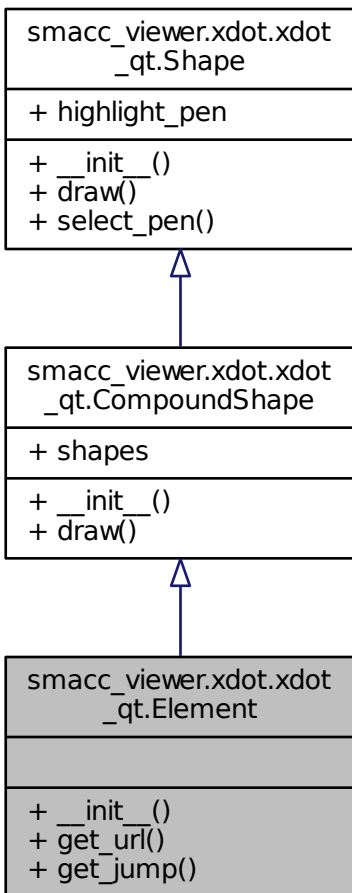 smacc_viewer.xdot.xdot
_qt.Shape
+ highlight_pen
+ __init__()
+ draw()
+ select_pen()
smacc_viewer.xdot.xdot
_qt.CompoundShape
+ shapes
+ __init__()
+ draw()
smacc_viewer.xdot.xdot
_qt.Element
+ __init__()
+ get_url()
+ get_jump()